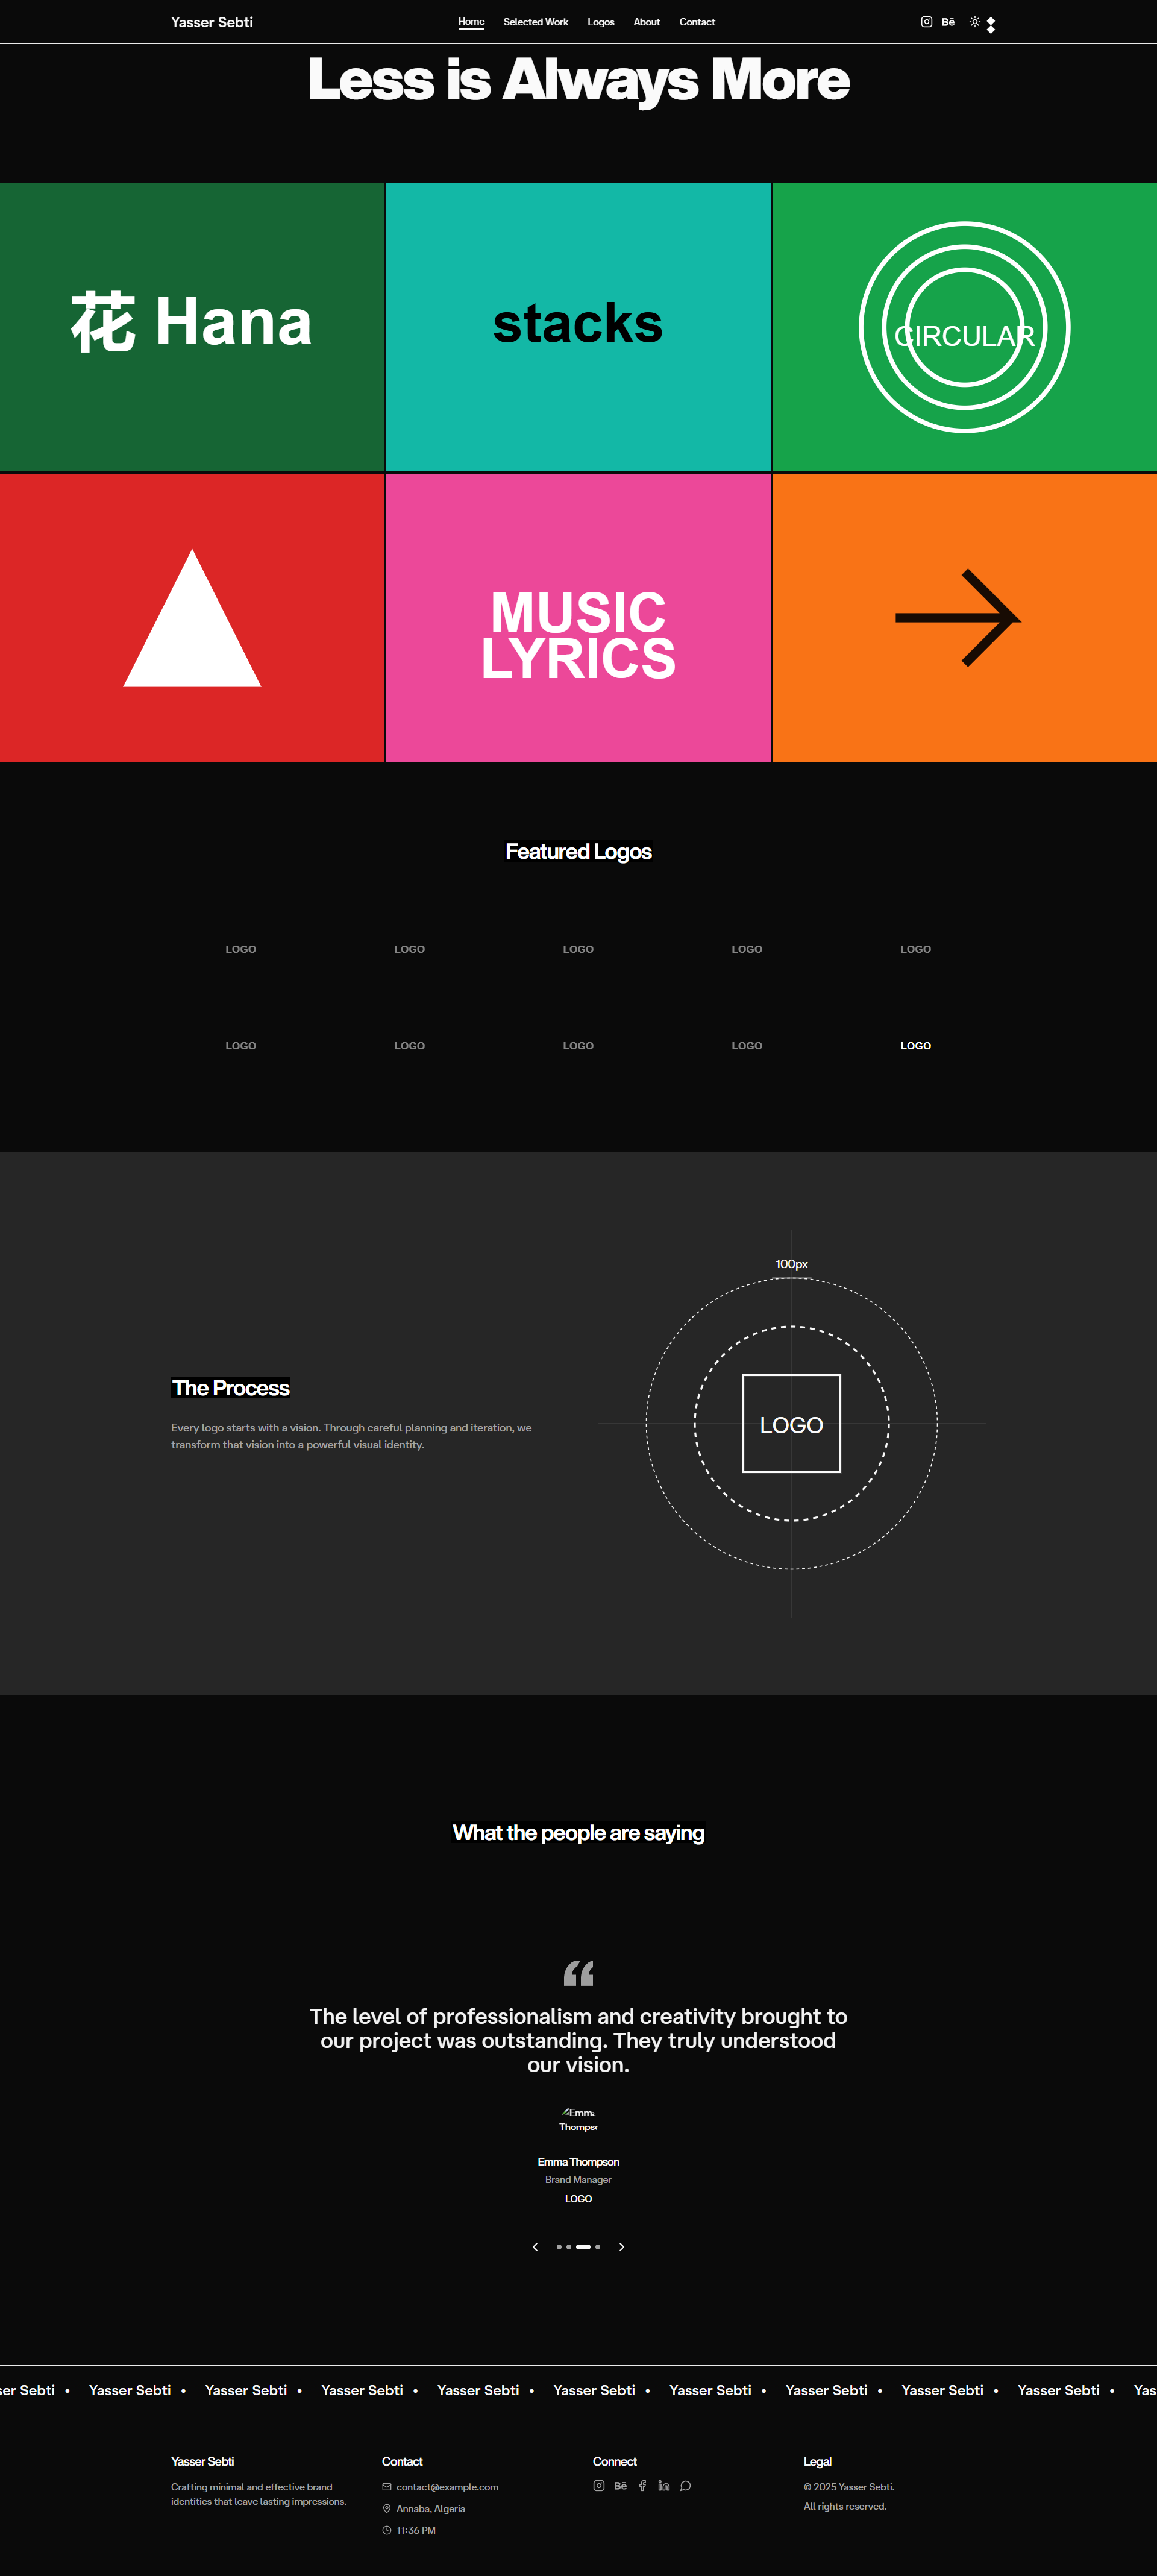 Yasser Sebti
Home Selected Work Logos About Contact
Bē
Less is Always More
花 Hana
stacks
CIRCULAR
MUSIC
LYRICS
Featured Logos
LOGO LOGO LOGO LOGO LOGO
LOGO LOGO LOGO LOGO LOGO
100px
LOGO
The Process
Every logo starts with a vision. Through careful planning and iteration, we
transform that vision into a powerful visual identity.
What the people are saying
“
The level of professionalism and creativity brought to
our project was outstanding. They truly understood
our vision.
Emma
Thompso
Emma Thompson
Brand Manager
LOGO
ser Sebti • Yasser Sebti • Yasser Sebti • Yasser Sebti • Yasser Sebti • Yasser Sebti • Yasser Sebti • Yasser Sebti • Yasser Sebti • Yasser Sebti • Yas
Yasser Sebti
Crafting minimal and effective brand
identities that leave lasting impressions.
Contact
contact@example.com
Annaba, Algeria
11:36 PM
Connect
Bē
Legal
© 2025 Yasser Sebti.
All rights reserved.